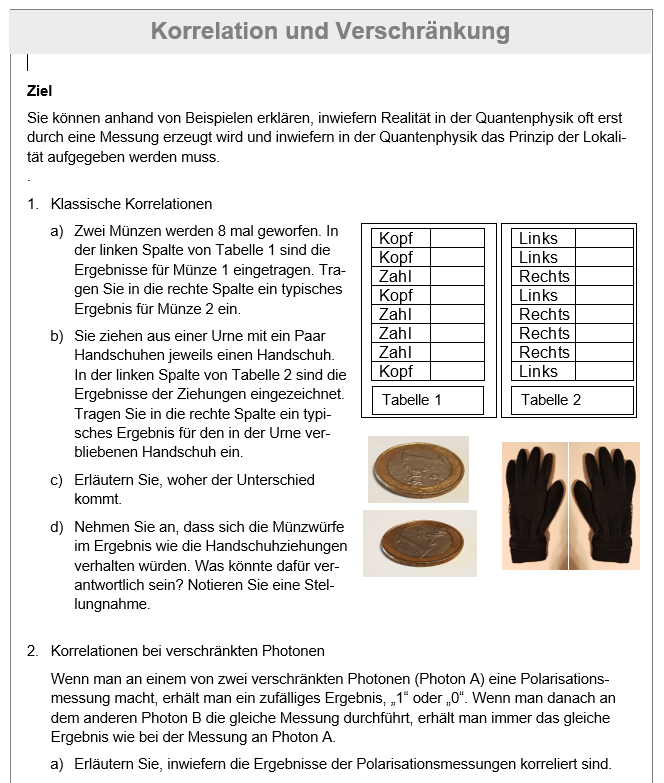 Korrelation und Verschränkung
Ziel
Sie können anhand von Beispielen erklären, inwiefern Realität in der Quantenphysik oft erst
durch eine Messung erzeugt wird und inwiefern in der Quantenphysik das Prinzip der Lokali-
tät aufgegeben werden muss.
.
1. Klassische Korrelationen
a) Zwei Münzen werden 8 mal geworfen. In
der linken Spalte von Tabelle 1 sind die
Ergebnisse für Münze 1 eingetragen. Tra-
gen Sie in die rechte Spalte ein typisches
Ergebnis für Münze 2 ein.
b) Sie ziehen aus einer Urne mit ein Paar
Handschuhen jeweils einen Handschuh.
In der linken Spalte von Tabelle 2 sind die
Ergebnisse der Ziehungen eingezeichnet.
Tragen Sie in die rechte Spalte ein typi-
sches Ergebnis für den in der Urne ver-
bliebenen Handschuh ein.
c) Erläutern Sie, woher der Unterschied
kommt.
d) Nehmen Sie an, dass sich die Münzwürfe
im Ergebnis wie die Handschuhziehungen
verhalten würden. Was könnte dafür ver-
antwortlich sein? Notieren Sie eine Stel-
lungnahme.
Kopf
Kopf
Zahl
Kopf
Zahl
Zahl
Zahl
Kopf
Tabelle 1
Links
Links
Rechts
Links
Rechts
Rechts
Rechts
Links
Tabelle 2
2. Korrelationen bei verschränkten Photonen
Wenn man an einem von zwei verschränkten Photonen (Photon A) eine Polarisations-
messung macht, erhält man ein zufälliges Ergebnis, „1“ oder „0“. Wenn man danach an
dem anderen Photon B die gleiche Messung durchführt, erhält man immer das gleiche
Ergebnis wie bei der Messung an Photon A.
a) Erläutern Sie, inwiefern die Ergebnisse der Polarisationsmessungen korreliert sind.